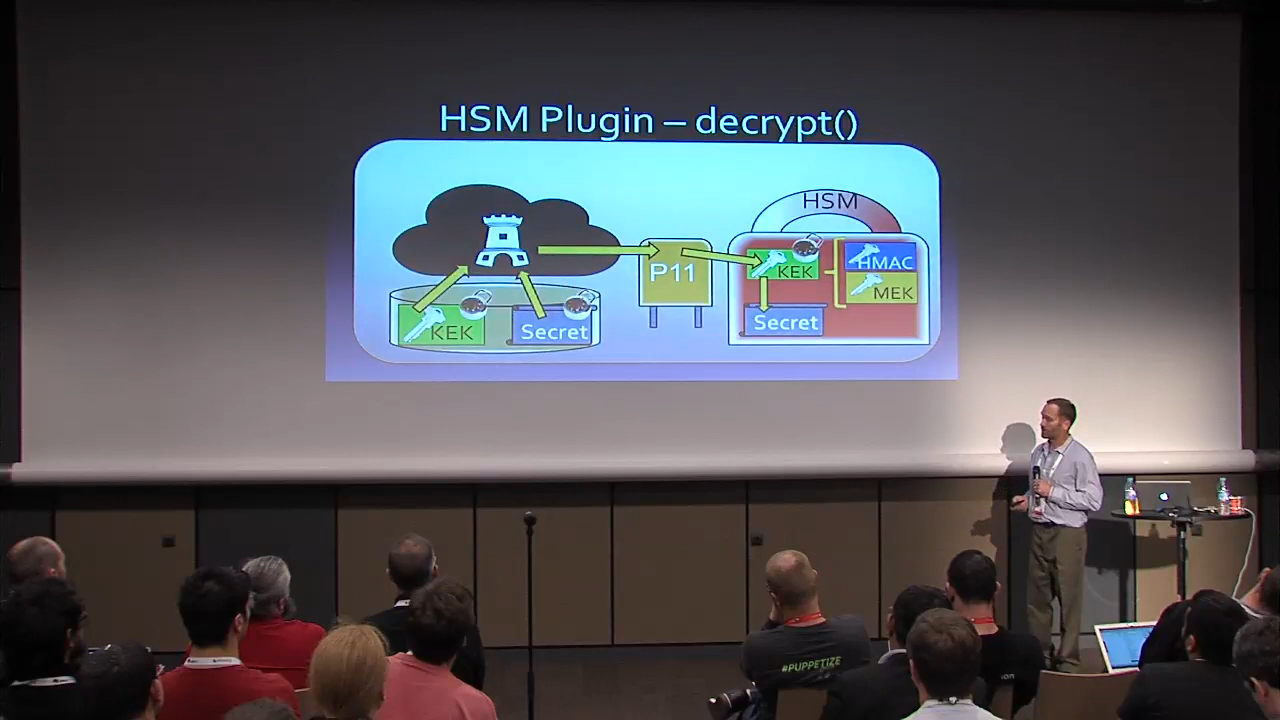 HSM Plugin – decrypt()
HSM
P11
KEK
HMAC
MEK
KEK
Secret
Secret
#PUPPETIZE